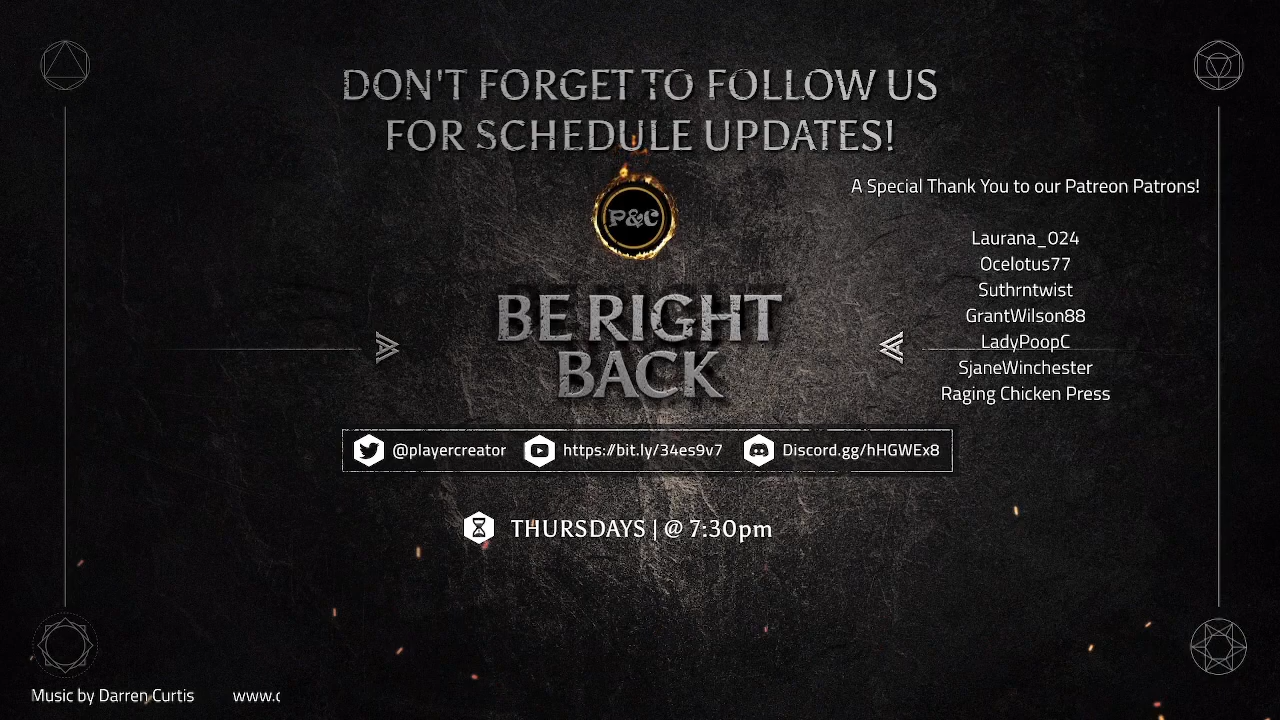 DON'T FORGET TO FOLLOW US
FOR SCHEDULE UPDATES!
P&C
A Special Thank You to our Patreon Patrons!
Laurana_024
Ocelotus77
Suthrntwist
GrantWilson88
LadyPoopC
SjaneWinchester
Raging Chicken Press
BE RIGHT
BACK
@playercreator https://bit.ly/34es9v7 Discord.gg/hHGWEx8
THURSDAYS | @ 7:30pm
Music by Darren Curtis www.c